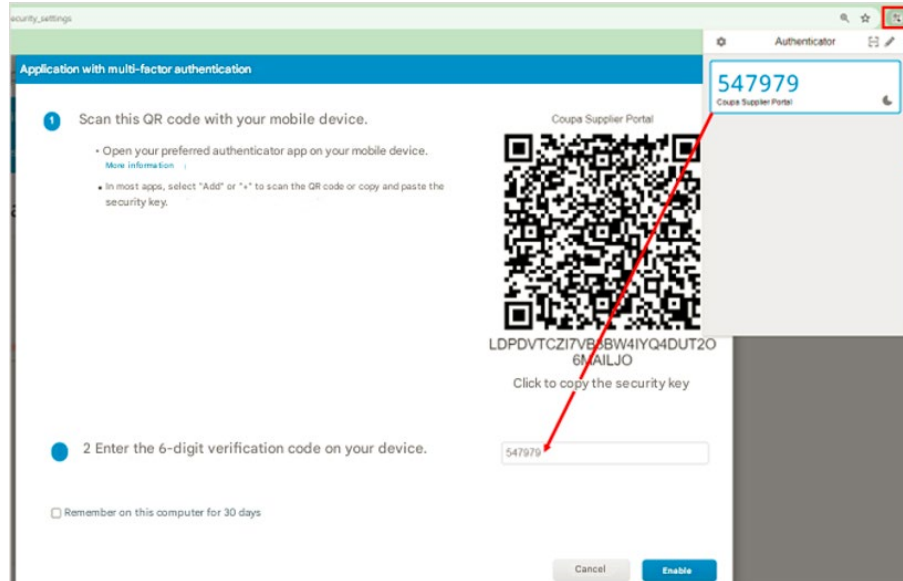 ecurity_settings
Authenticator
Application with multi-factor authentication
547979
Coupa Supplier Portal
1 Scan this QR code with your mobile device.
Coupa Supplier Portal
• Open your preferred authenticator app on your mobile device.
More information
• In most apps, select "Add" or "+" to scan the QR code or copy and paste the
security key.
6MAILJO
Click to copy the security key
2 Enter the 6-digit verification code on your device.
547979
Remember on this computer for 30 days
Cancel
Enable